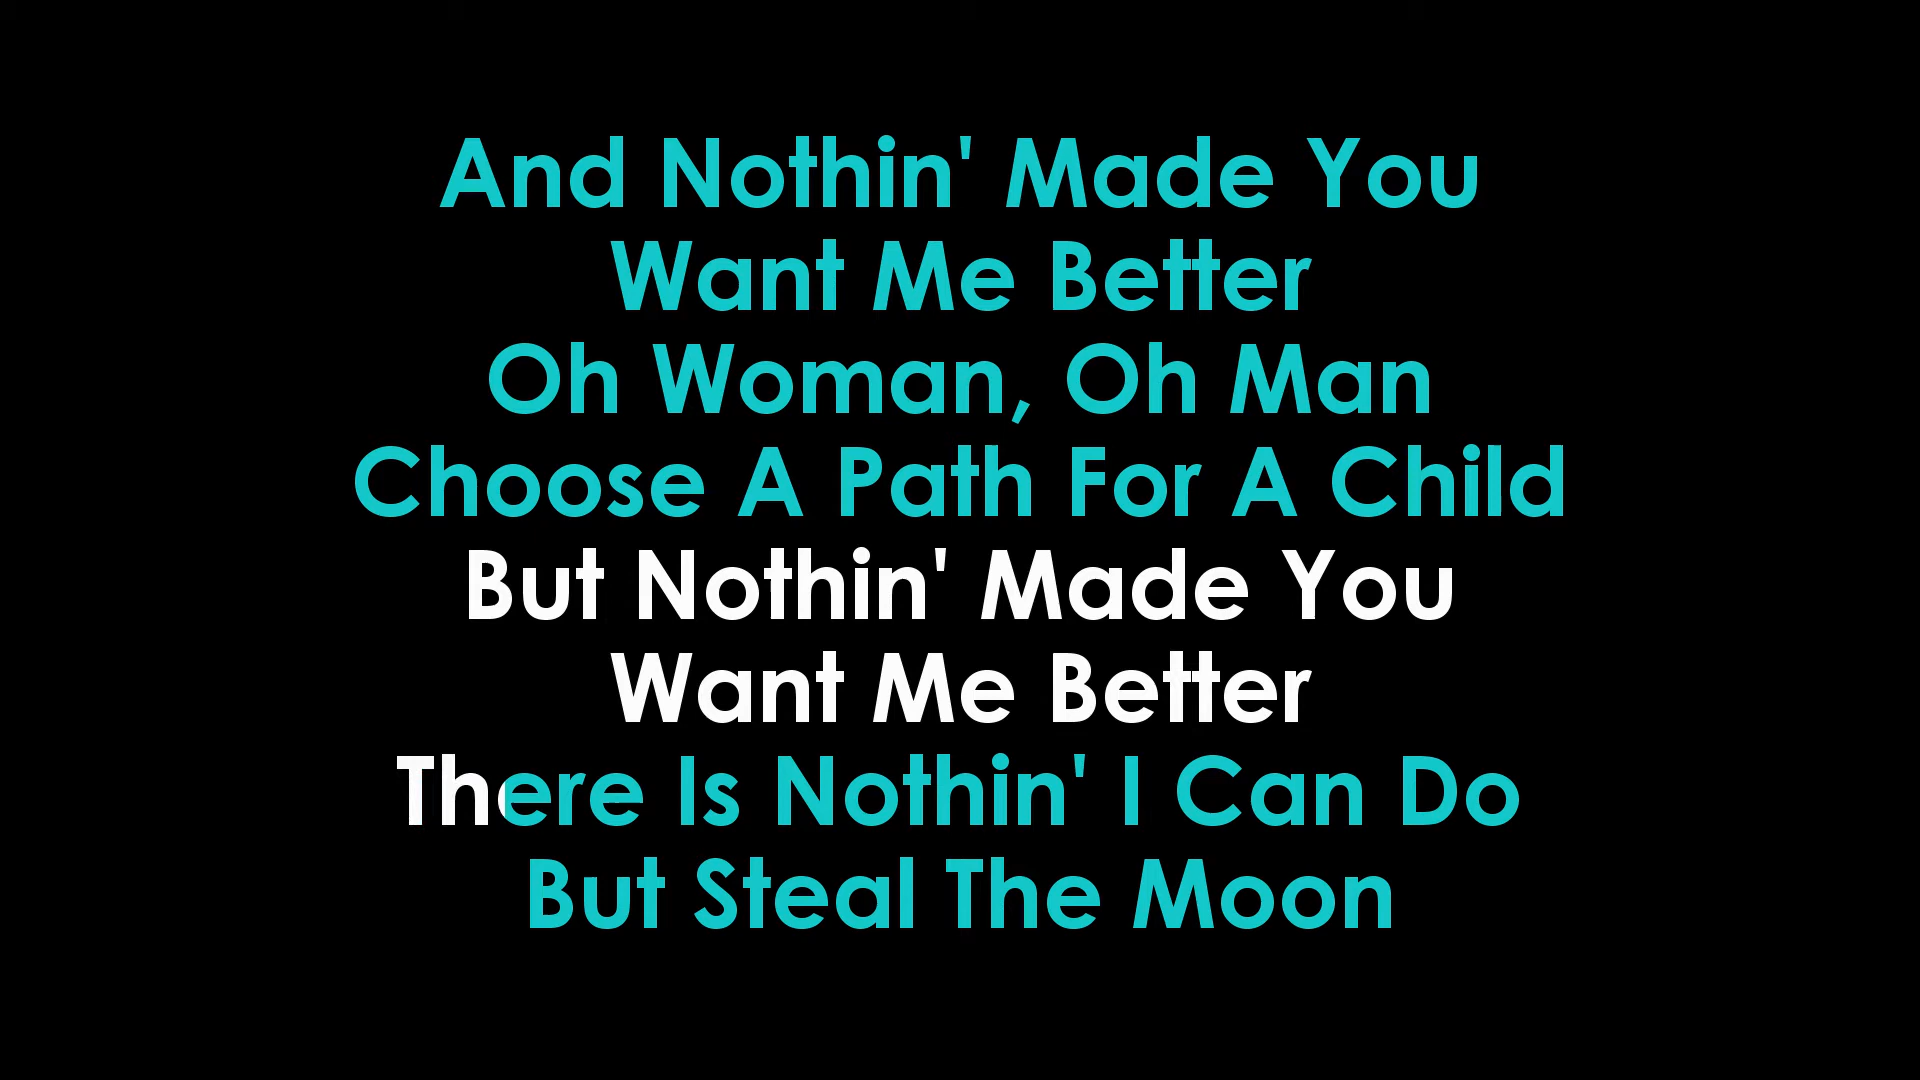 And Nothin' Made You
Want Me Better
Oh Woman, Oh Man
Choose A Path For A Child
But Nothin' Made You
Want Me Better
There Is Nothin' I Can Do
But Steal The Moon